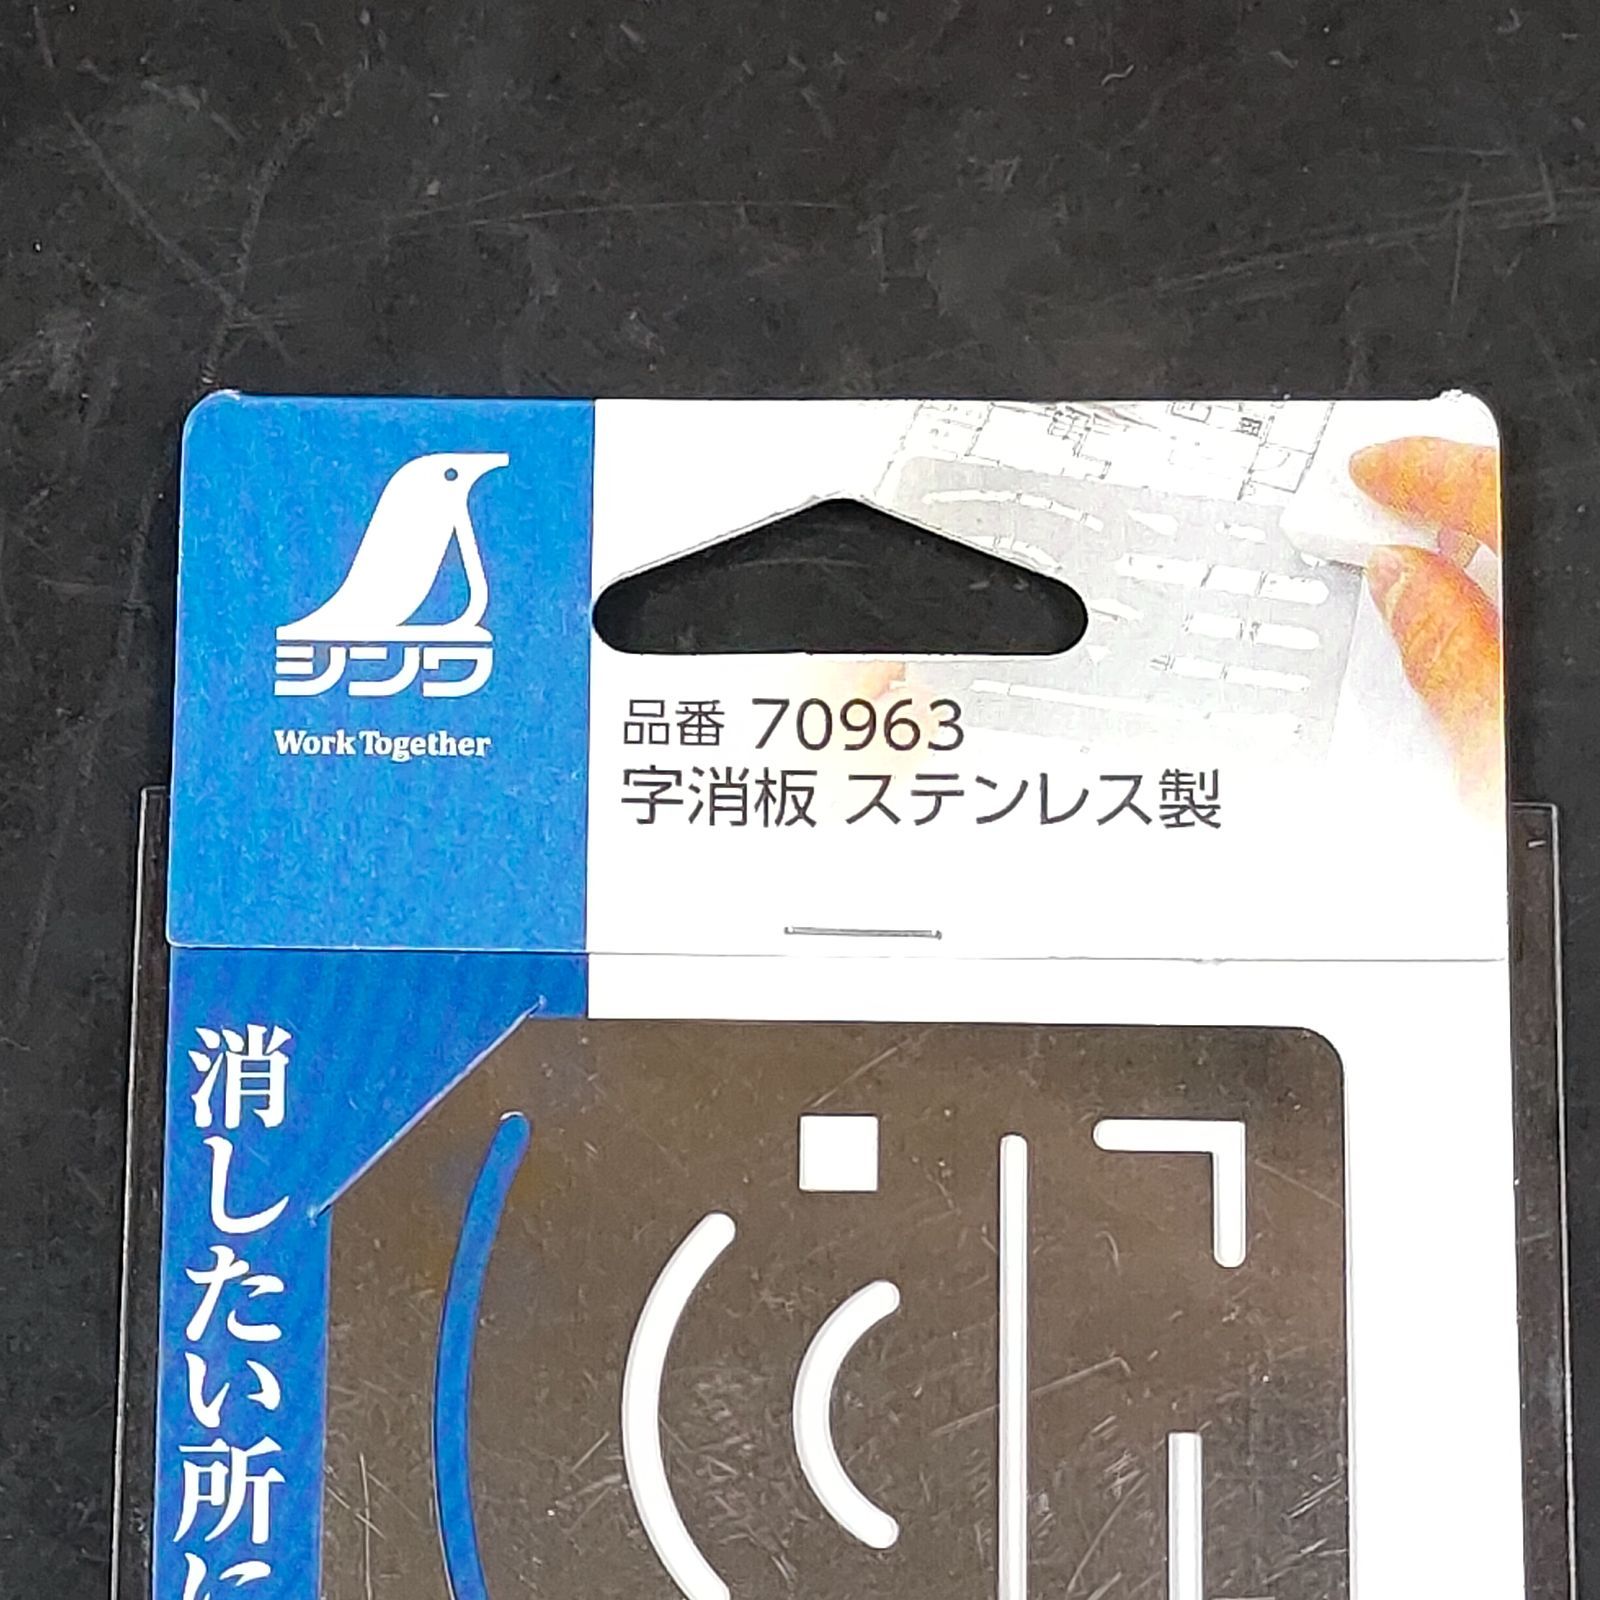 シンワ
Work Together
品番 70963
字消板 ステンレス製
消したい所に